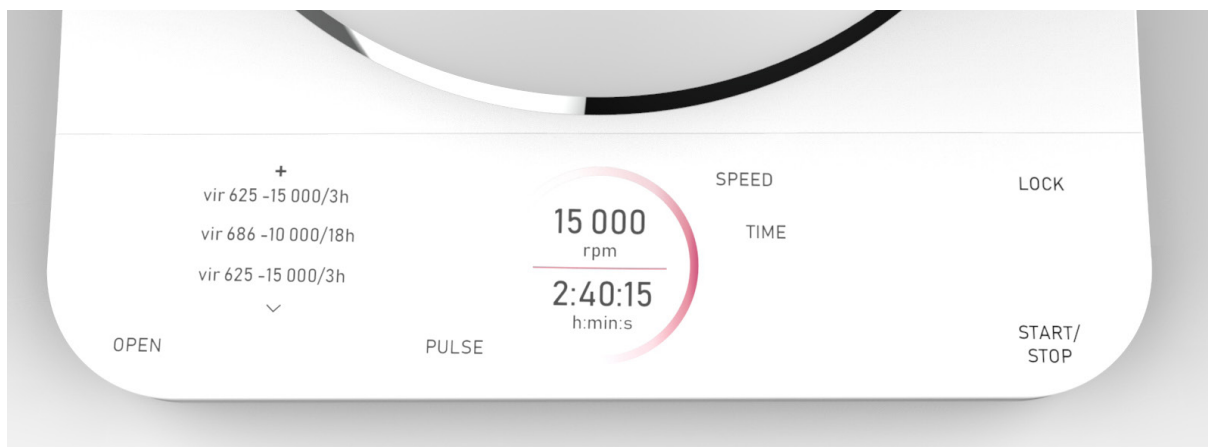 +
vir 625 -15 000/3h
vir 686 -10 000/18h
vir 625 -15 000/3h
OPEN
PULSE
15 000
rpm
2:40:15
h:min:s
SPEED
TIME
LOCK
START/
STOP